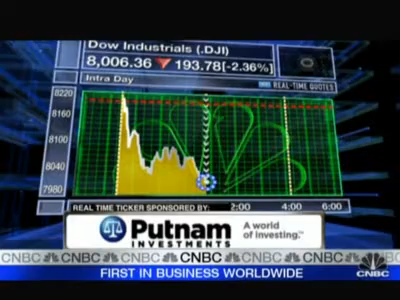 Dow Industrials (.DJI)
8,006.36 193.78 [-2.36%]
Intra Day
REAL-TIME QUOTES
8220
8160
8100
8040
7980
REAL TIME TICKER SPONSORED BY: 2:00 4:00 6:00
Putnam
INVESTMENTS
A world
of investing.
CNBC CNBC CNBC CNBC CNBC CNBC
FIRST IN BUSINESS WORLDWIDE
CNBC